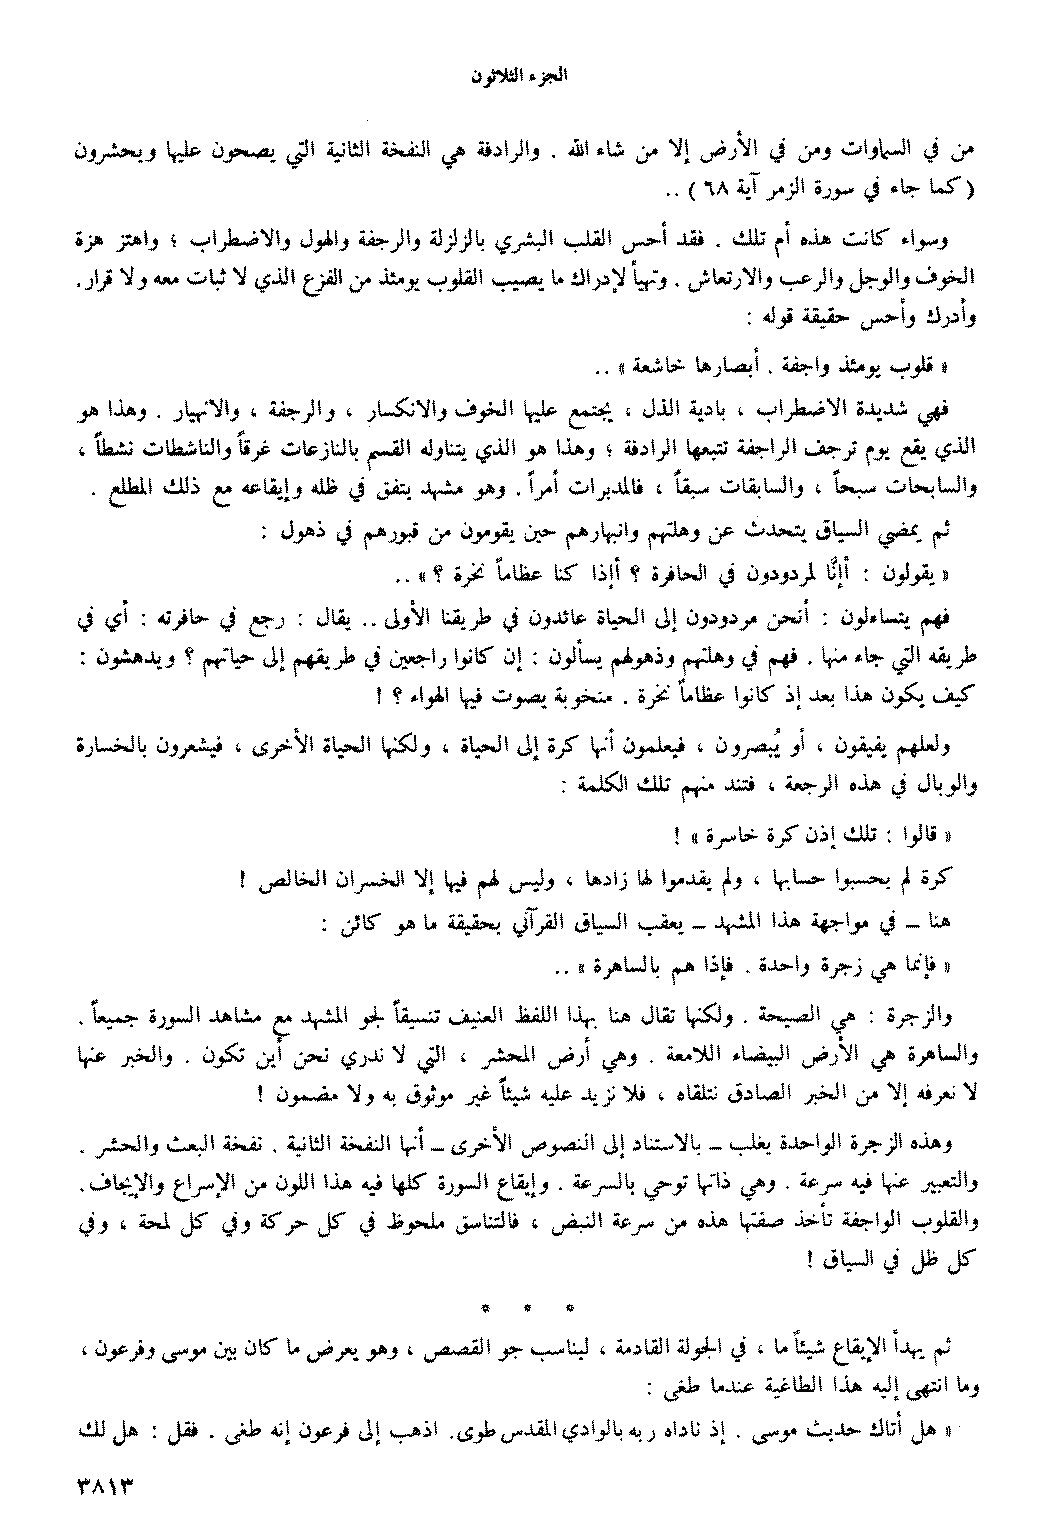 الجزء الثلاثون
من في السماوات ومن في الأرض إلا من شاء الله . والرادفة هي النفخة الثانية التي يصحون عليها ويحشرون
( كما جاء في سورة الزمر آية ٦٨ ) ..
وسواء كانت هذه أم تلك . فقد أحس القلب البشري بالزلزلة والرجفة والهول والاضطراب ؛ واهتز هزة
الخوف والوجل والرعب والارتعاش . وتهيأ لإدراك ما يصيب القلوب يومئذ من الفزع الذي لا ثبات معه ولا قرار.
وأدرك وأحس حقيقة قوله :
« قلوب يومئذ واجفة . أبصارها خاشعة » ..
فهي شديدة الاضطراب ، بادية الذل ، يجتمع عليها الخوف والانكسار ، والرجفة ، والانهيار . وهذا هو
الذي يقع يوم ترجف الراجفة تتبعها الرادفة ؛ وهذا هو الذي يتناوله القسم بالنازعات غرقاً والناشطات نشطاً ،
والسابحات سبحاً ، والسابقات سبقاً ، فالمدبرات أمراً . وهو مشهد يتفق في ظله وإيقاعه مع ذلك المطلع .
ثم يمضي السياق يتحدث عن وهلتهم وانبهارهم حين يقومون من قبورهم في ذهول :
« يقولون : أإنَّا لمردودون في الحافرة ؟ أإذا كنا عظاماً نخرة ؟ » ..
فهم يتساءلون : أنحن مردودون إلى الحياة عائدون في طريقنا الأولى .. يقال : رجع في حافرته : أي في
طريقه التي جاء منها . فهم في وهلتهم وذهولهم يسألون : إن كانوا راجعين في طريقهم إلى حياتهم ؟ ويدهشون :
كيف يكون هذا بعد إذ كانوا عظاماً نخرة . منخوبة يصوت فيها الهواء ؟ !
ولعلهم يفيقون ، أو يُبصرون ، فيعلمون أنها كرة إلى الحياة ، ولكنها الحياة الأخرى ، فيشعرون بالخسارة
والوبال في هذه الرجعة ، فتند منهم تلك الكلمة :
« قالوا : تلك إذن كرة خاسرة » !
كرة لم يحسبوا حسابها ، ولم يقدموا لها زادها ، وليس لهم فيها إلا الخسران الخالص !
هنا – في مواجهة هذا المشهد – يعقب السياق القرآني بحقيقة ما هو كائن :
« فإنما هي زجرة واحدة . فإذا هم بالساهرة » ..
والزجرة : هي الصيحة . ولكنها تقال هنا بهذا اللفظ العنيف تنسيقاً لجو المشهد مع مشاهد السورة جميعاً .
والساهرة هي الأرض البيضاء اللامعة . وهي أرض المحشر ، التي لا ندري نحن أين تكون . والخبر عنها
لا نعرفه إلا من الخبر الصادق نتلقاه ، فلا نزيد عليه شيئاً غير موثوق به ولا مضمون !
وهذه الزجرة الواحدة يغلب – بالاستناد إلى النصوص الأخرى – أنها النفخة الثانية . نفخة البعث والحشر .
والتعبير عنها فيه سرعة . وهي ذاتها توحي بالسرعة . وإيقاع السورة كلها فيه هذا اللون من الإسراع والإيجاف.
والقلوب الواجفة تأخذ صفتها هذه من سرعة النبض ، فالتناسق ملحوظ في كل حركة وفي كل لمحة ، وفي
كل ظل في السياق !
* * *
ثم يهدأ الإيقاع شيئاً ما ، في الجولة القادمة ، ليناسب جو القصص ، وهو يعرض ما كان بين موسى وفرعون ،
وما انتهى إليه هذا الطاغية عندما طغى :
« هل أتاك حديث موسى . إذ ناداه ربه بالوادي المقدس طوى. اذهب إلى فرعون إنه طغى . فقل : هل لك
٣٨١٣